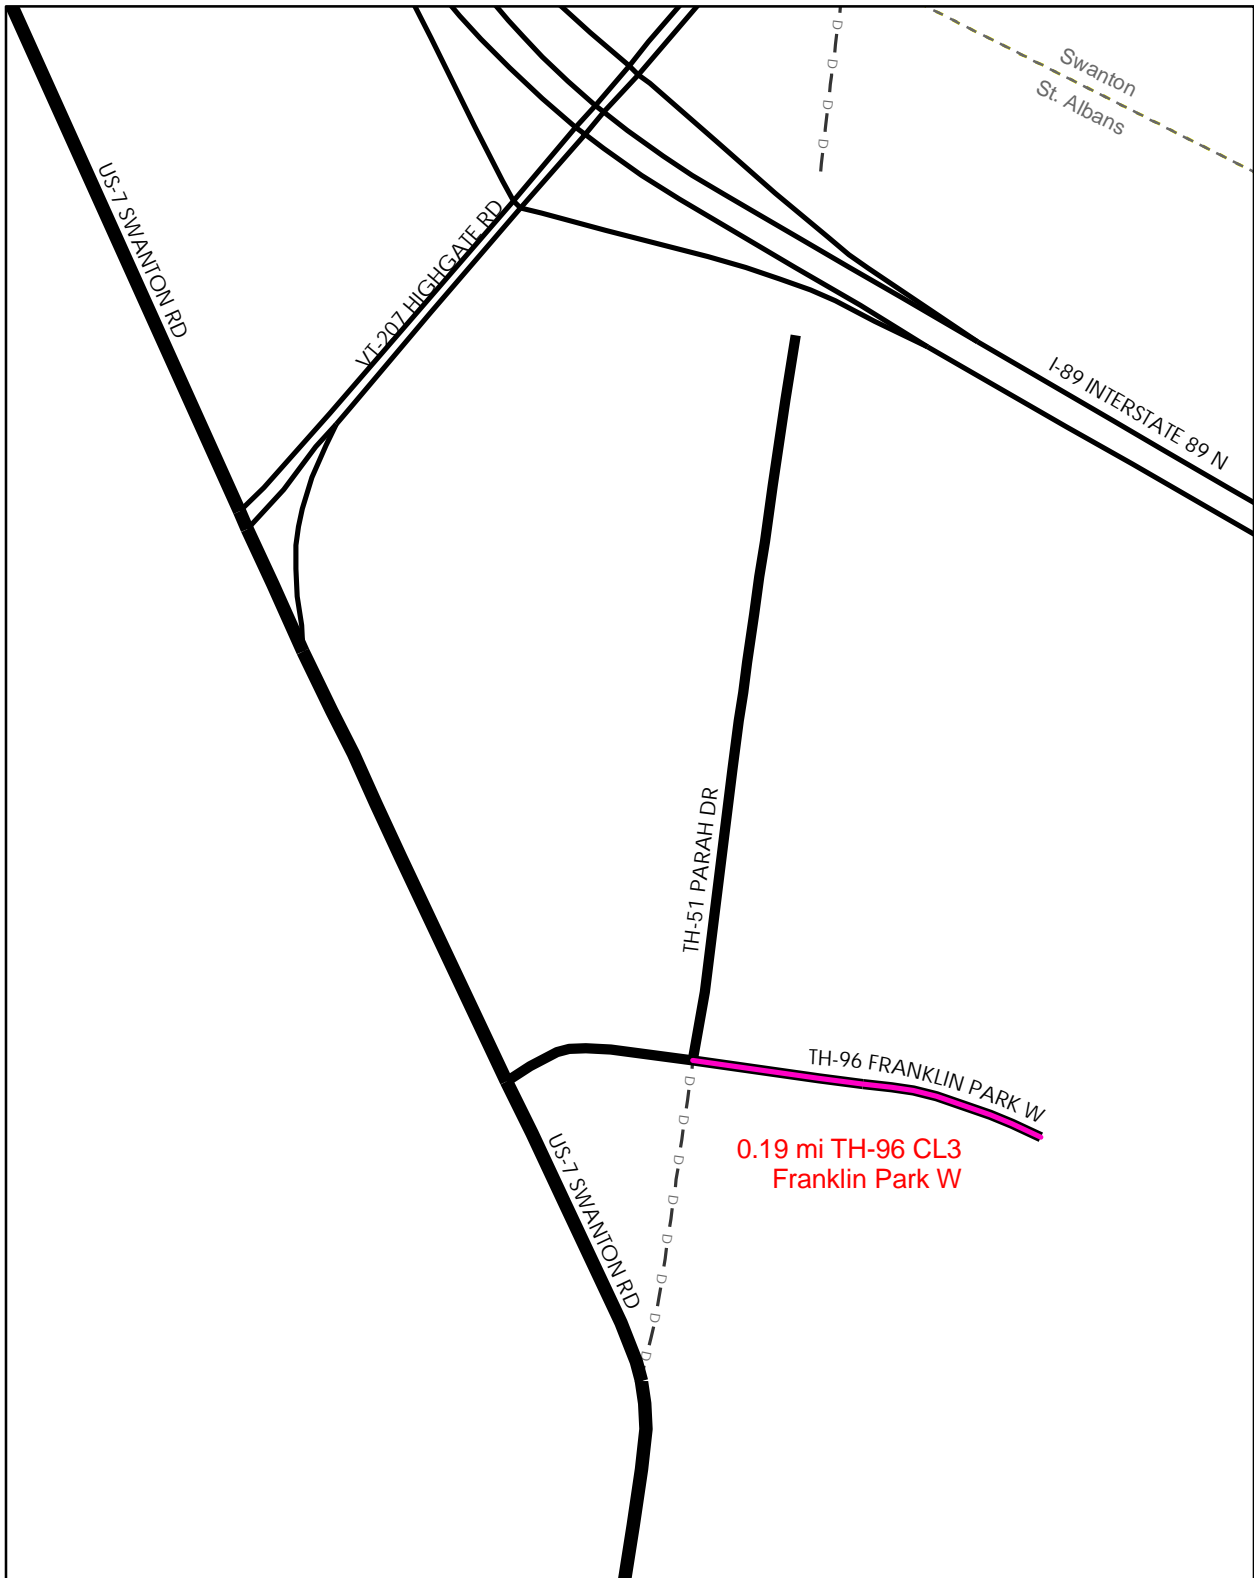 D
D
D
D
Swanton
St. Albans
US-7 SWANTON RD
VT-207 HIGHGATE RD
I-89 INTERSTATE 89 N
TH-51 PARAH DR
TH-96 FRANKLIN PARK W
0.19 mi TH-96 CL3
Franklin Park W
US-7 SWANTON RD
D
D
D
D
D
D
D
D